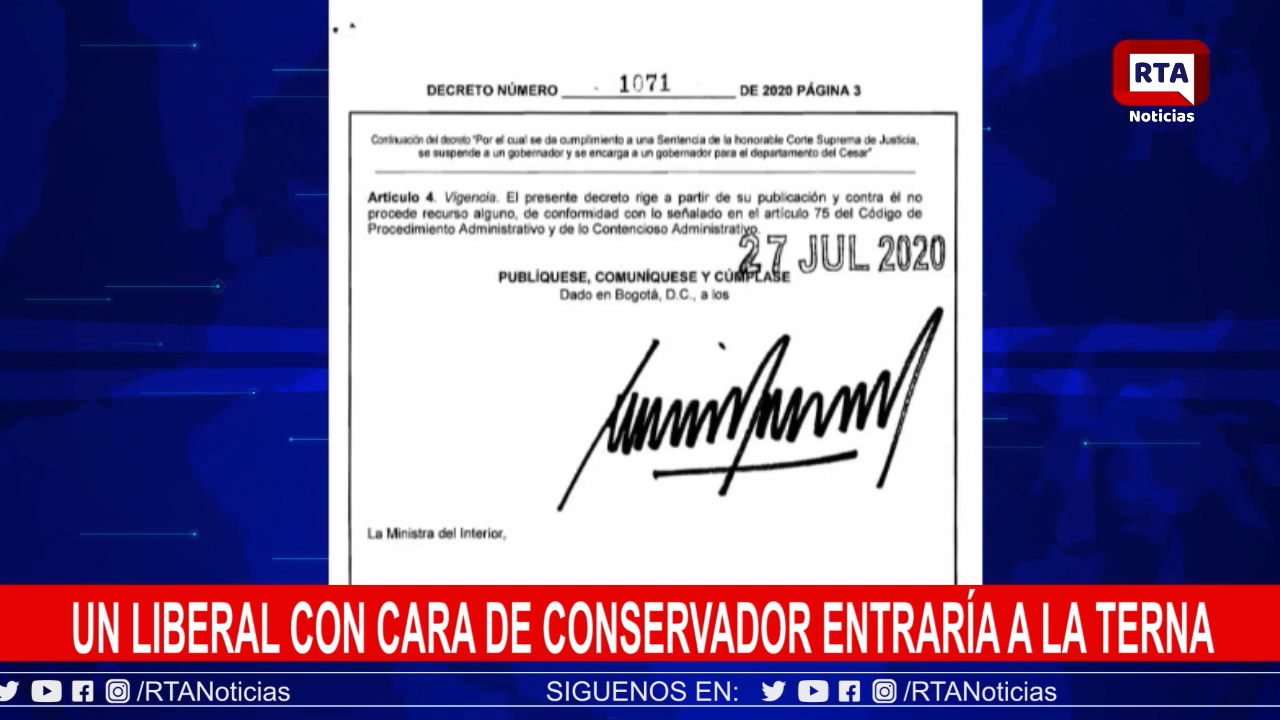 RTA
Noticias
DECRETO NÚMERO 1071 DE 2020 PÁGINA 3
Continuación del decreto "Por el cual se da cumplimiento a una Sentencia de la honorable Corte Suprema de Justicia,
se suspende a un gobernador y se encarga a un gobernador para el departamento del Cesar"
Artículo 4. Vigencia. El presente decreto rige a partir de su publicación y contra él no
procede recurso alguno, de conformidad con lo señalado en el artículo 75 del Código de
Procedimiento Administrativo y de lo Contencioso Administrativo.
27 JUL 2020
PUBLÍQUESE, COMUNÍQUESE Y CÚMPLASE
Dado en Bogotá, D.C., a los
La Ministra del Interior,
UN LIBERAL CON CARA DE CONSERVADOR ENTRARÍA A LA TERNA
/RTANoticias SIGUENOS EN: /RTANoticias